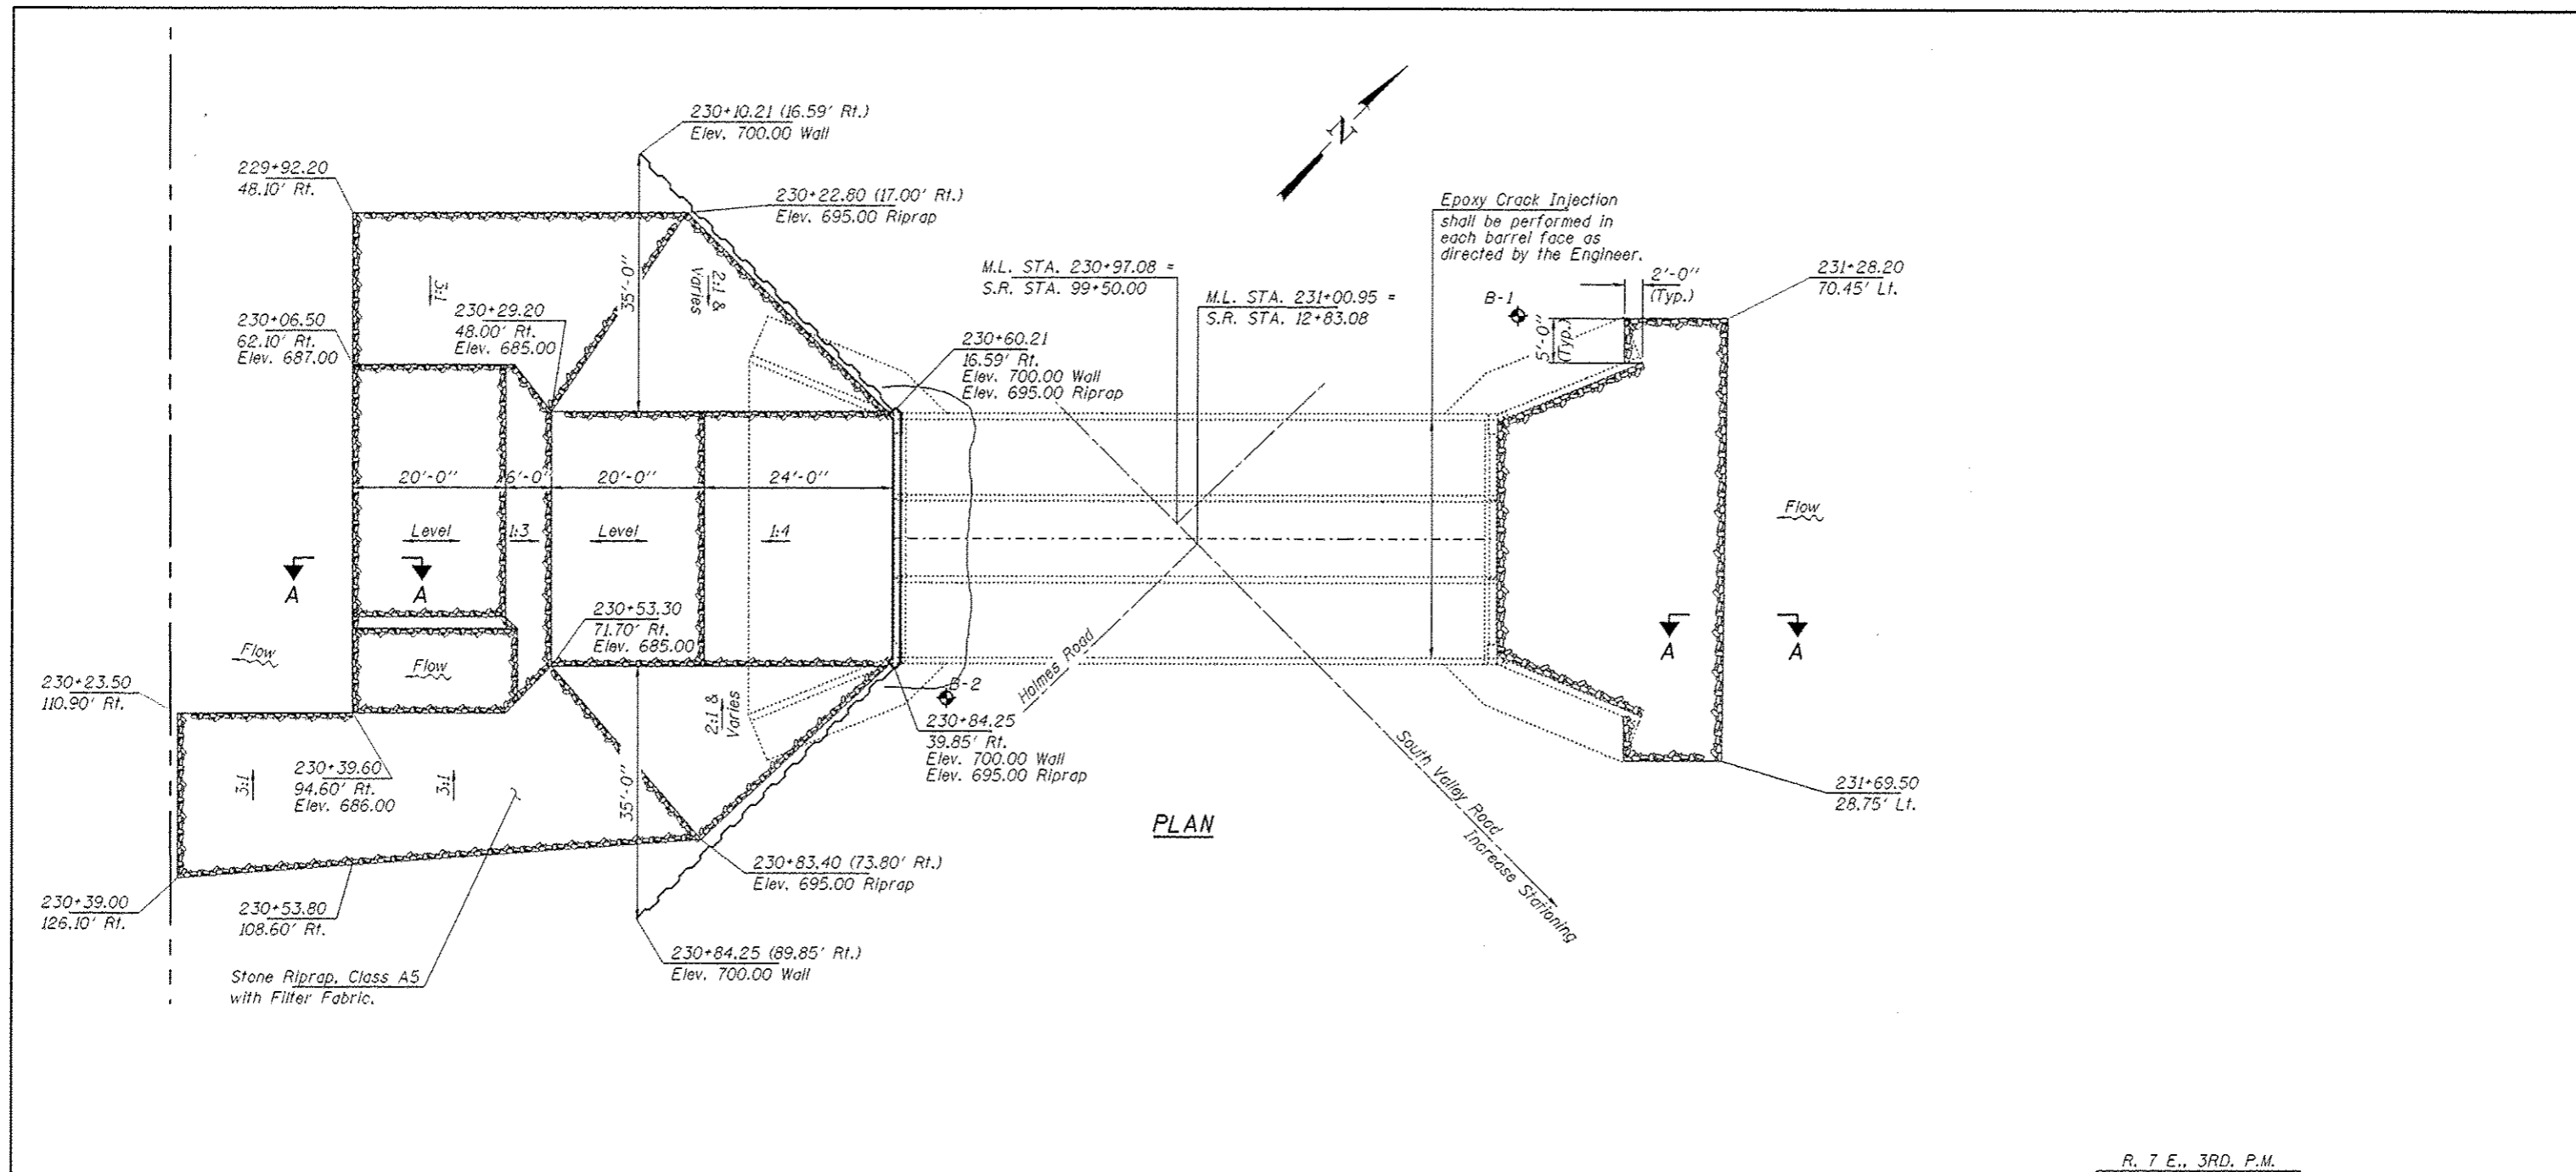 230+10.21 (16.59' Rt.)
Elev. 700.00 Wall
229+92.20
48.10' Rt.
230+22.80 (17.00' Rt.)
Elev. 695.00 Riprap
N
Epoxy Crack Injection
shall be performed in
each barrel face as
directed by the Engineer.
M.L. STA. 230+97.08 =
S.R. STA. 99+50.00
M.L. STA. 231+00.95 =
S.R. STA. 12+83.08
2'-0"
(Typ.)
231+28.20
70.45' Lt.
B-1
5'-0"
(Typ.)
3:1
35'-0"
2:1 &
Varies
230+06.50
62.10' Rt.
Elev. 687.00
230+29.20
48.00' Rt.
Elev. 685.00
230+60.21
16.59' Rt.
Elev. 700.00 Wall
Elev. 695.00 Riprap
20'-0"
6'-0"
20'-0"
24'-0"
Level
1:3
Level
1:4
Flow
A
A
230+53.30
71.70' Rt.
Elev. 685.00
Flow
Flow
A
A
230+23.50
110.90' Rt.
2:1 &
Varies
B-2
Holmes Road
230+84.25
39.85' Rt.
Elev. 700.00 Wall
Elev. 695.00 Riprap
3:1
230+39.60
94.60' Rt.
Elev. 686.00
3:1
35'-0"
South Valley Road
Increase Stationing
231+69.50
28.75' Lt.
PLAN
230+83.40 (73.80' Rt.)
Elev. 695.00 Riprap
230+39.00
126.10' Rt.
230+53.80
108.60' Rt.
230+84.25 (89.85' Rt.)
Elev. 700.00 Wall
Stone Riprap, Class A5
with Filter Fabric.
R. 7 E., 3RD. P.M.